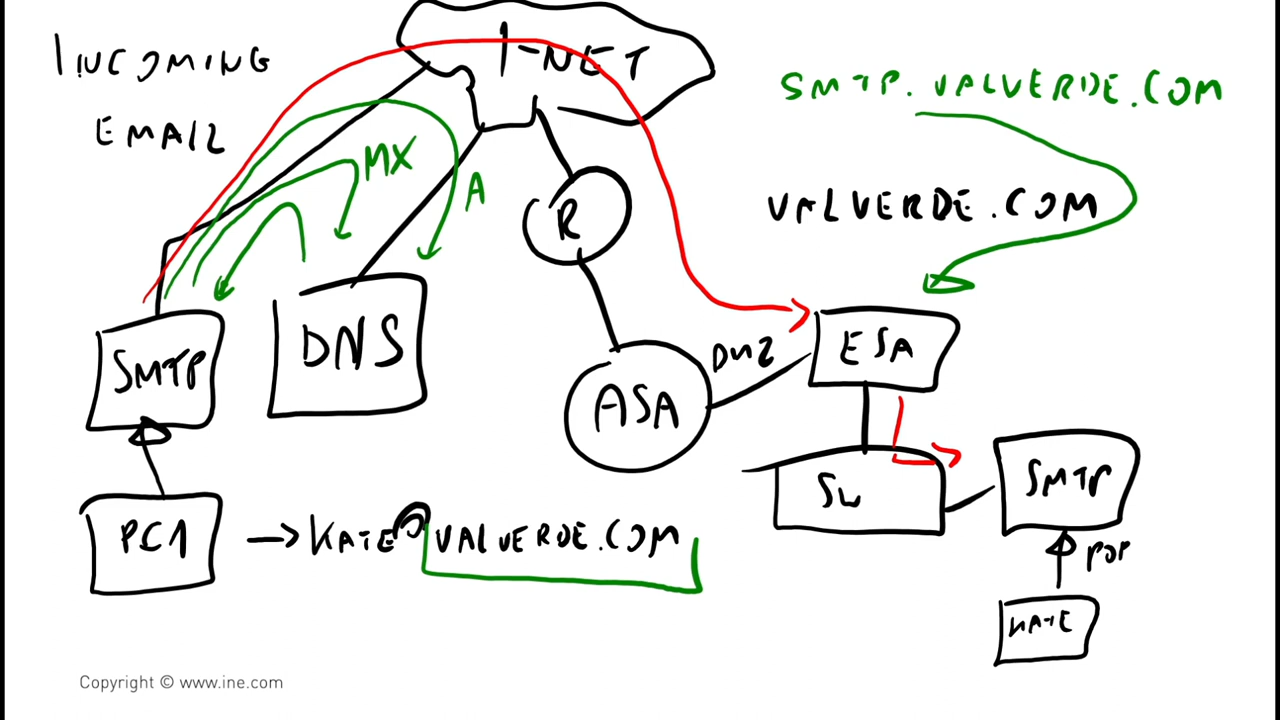 INCOMING
EMAIL
I-NET
SMTP.VALVERDE.COM
MX
A
R
VALVERDE.COM
SMTP
DNS
ASA
DMZ
ESA
SW
SMTP
PC1
KATE@VALVERDE.COM
POP
KATE
Copyright © www.ine.com